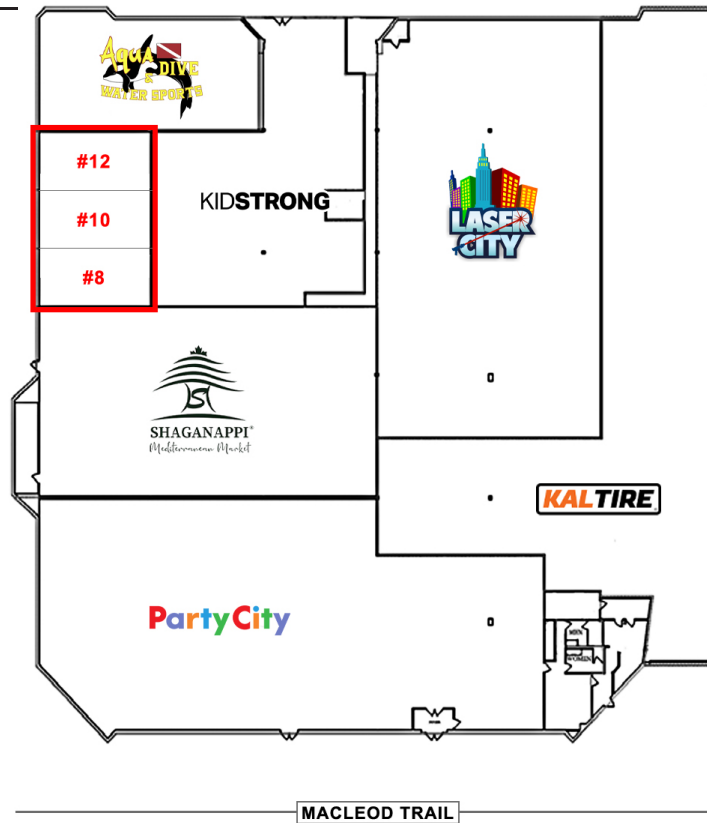 Aqua
DIVE
&
WATER SPORTS
#12
#10
#8
KIDSTRONG
LASER
CITY
SHAGANAPPI®
Mediterranean Market
KALTIRE
PartyCity
MEN
WOMEN
MACLEOD TRAIL